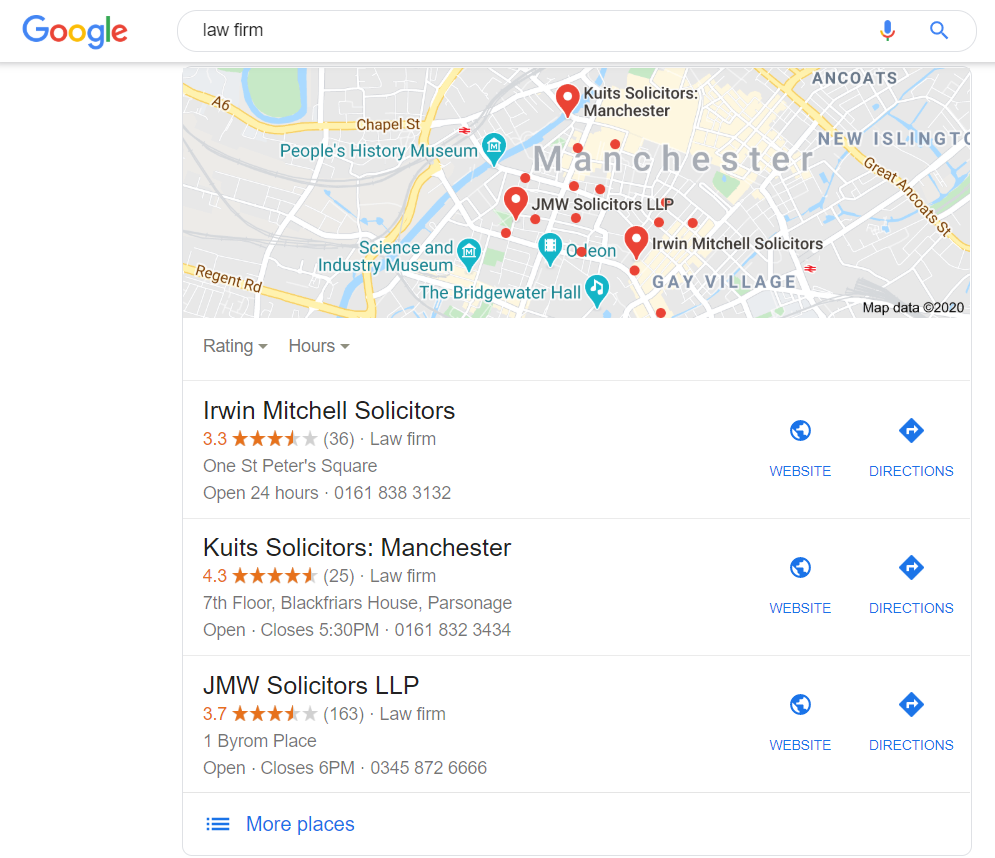 Google
law firm
ANCOATS
Kuits Solicitors:
Manchester
A6
Chapel St
NEW ISLINGTO
People's History Museum
Manchester
Great Ancoats St
JMW Solicitors LLP
Irwin Mitchell Solicitors
Science and
Industry Museum
Odeon
Regent Rd
GAY VILLAGE
The Bridgewater Hall
Map data ©2020
Rating Hours
Irwin Mitchell Solicitors
3.3 (36) · Law firm
One St Peter's Square
Open 24 hours · 0161 838 3132
WEBSITE DIRECTIONS
Kuits Solicitors: Manchester
4.3 (25) · Law firm
7th Floor, Blackfriars House, Parsonage
Open · Closes 5:30PM · 0161 832 3434
WEBSITE DIRECTIONS
JMW Solicitors LLP
3.7 (163) · Law firm
1 Byrom Place
Open · Closes 6PM · 0345 872 6666
WEBSITE DIRECTIONS
More places